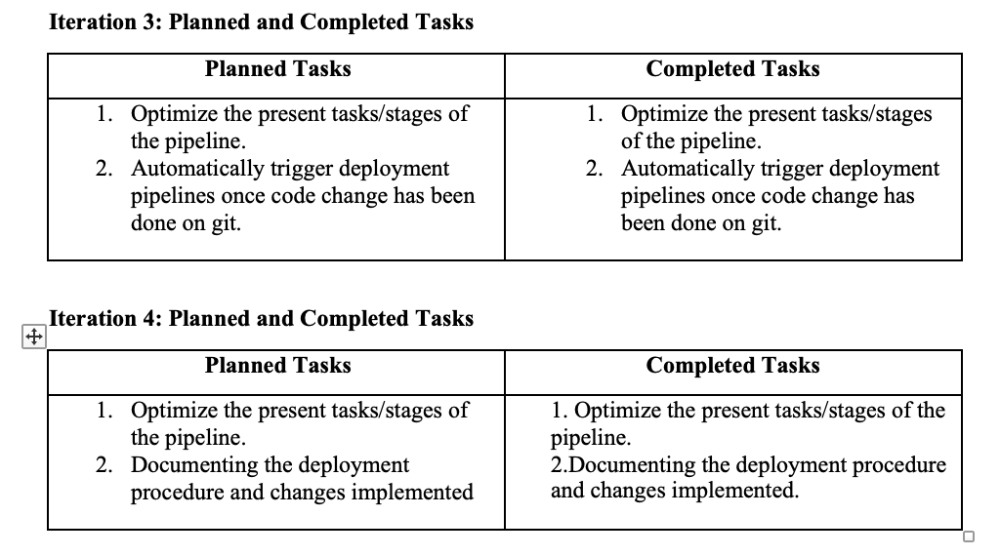 Iteration 3: Planned and Completed Tasks
Planned Tasks
Completed Tasks
1. Optimize the present tasks/stages of
the pipeline.
2. Automatically trigger deployment
pipelines once code change has been
done on git.
1. Optimize the present tasks/stages
of the pipeline.
2. Automatically trigger deployment
pipelines once code change has
been done on git.
Iteration 4: Planned and Completed Tasks
Planned Tasks
Completed Tasks
1. Optimize the present tasks/stages of
the pipeline.
2. Documenting the deployment
procedure and changes implemented
1. Optimize the present tasks/stages of the
pipeline.
2.Documenting the deployment procedure
and changes implemented.